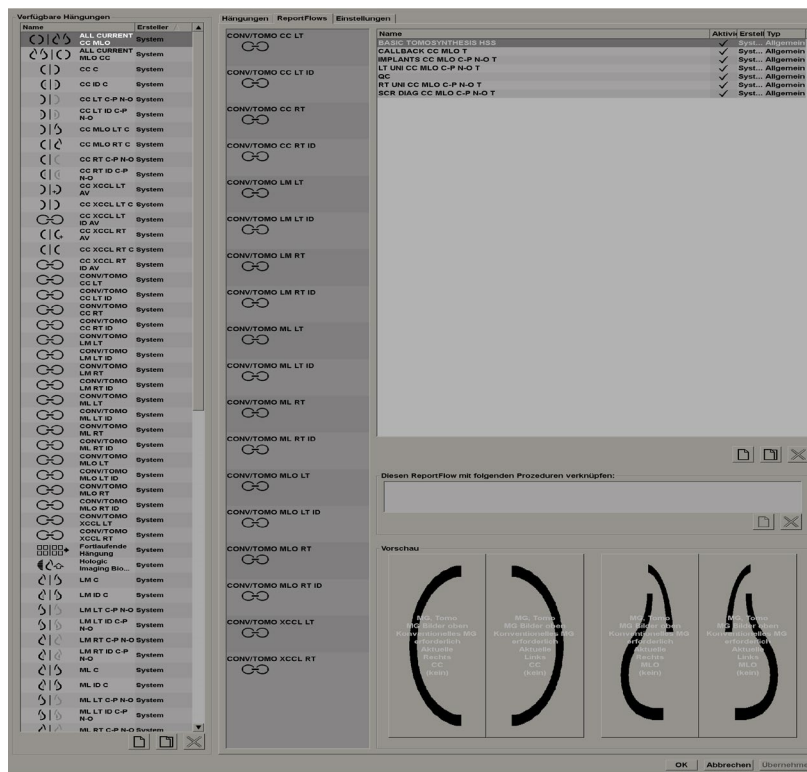 Verfügbare Hängungen
Name Ersteller
ALL CURRENT CC MLO System
ALL CURRENT MLO CC System
CC C System
CC ID C System
CC LT C-P N-O System
CC LT ID C-P N-O System
CC MLO LT C System
CC MLO RT C System
CC RT C-P N-O System
CC RT ID C-P N-O System
CC XCCL LT AV System
CC XCCL LT C System
CC XCCL LT ID AV System
CC XCCL RT AV System
CC XCCL RT C System
CC XCCL RT ID AV System
CONV/TOMO CC LT System
CONV/TOMO CC LT ID System
CONV/TOMO CC RT System
CONV/TOMO CC RT ID System
CONV/TOMO LM LT System
CONV/TOMO LM LT ID System
CONV/TOMO LM RT System
CONV/TOMO LM RT ID System
CONV/TOMO ML LT System
CONV/TOMO ML LT ID System
CONV/TOMO ML RT System
CONV/TOMO ML RT ID System
CONV/TOMO MLO LT System
CONV/TOMO MLO LT ID System
CONV/TOMO MLO RT System
CONV/TOMO MLO RT ID System
CONV/TOMO XCCL LT System
CONV/TOMO XCCL RT System
Fortlaufende Hängung System
Hologic Imaging Bio... System
LM C System
LM ID C System
LM LT C-P N-O System
LM LT ID C-P N-O System
LM RT C-P N-O System
LM RT ID C-P N-O System
ML C System
ML ID C System
ML LT C-P N-O System
ML LT ID C-P N-O System
ML RT C-P N-O System
Hängungen ReportFlows Einstellungen
CONV/TOMO CC LT
CONV/TOMO CC LT ID
CONV/TOMO CC RT
CONV/TOMO CC RT ID
CONV/TOMO LM LT
CONV/TOMO LM LT ID
CONV/TOMO LM RT
CONV/TOMO LM RT ID
CONV/TOMO ML LT
CONV/TOMO ML LT ID
CONV/TOMO ML RT
CONV/TOMO ML RT ID
CONV/TOMO MLO LT
CONV/TOMO MLO LT ID
CONV/TOMO MLO RT
CONV/TOMO MLO RT ID
CONV/TOMO XCCL LT
CONV/TOMO XCCL RT
Name Aktivie Erstell Typ
BASIC TOMOSYNTHESIS HSS Syst... Allgemein
CALLBACK CC MLO T Syst... Allgemein
IMPLANTS CC MLO C-P N-O T Syst... Allgemein
LT UNI CC MLO C-P N-O T Syst... Allgemein
QC Syst... Allgemein
RT UNI CC MLO C-P N-O T Syst... Allgemein
SCR DIAG CC MLO C-P N-O T Syst... Allgemein
Diesen ReportFlow mit folgenden Prozeduren verknüpfen:
Vorschau
MG, Tomo
MG Bilder oben
Konventionelles MG
erforderlich
Aktuelle
Rechts
CC
(kein)
MG, Tomo
MG Bilder oben
Konventionelles MG
erforderlich
Aktuelle
Links
CC
(kein)
MG, Tomo
MG Bilder oben
Konventionelles MG
erforderlich
Aktuelle
Rechts
MLO
(kein)
MG, Tomo
MG Bilder oben
Konventionelles MG
erforderlich
Aktuelle
Links
MLO
(kein)
OK Abbrechen Übernehme